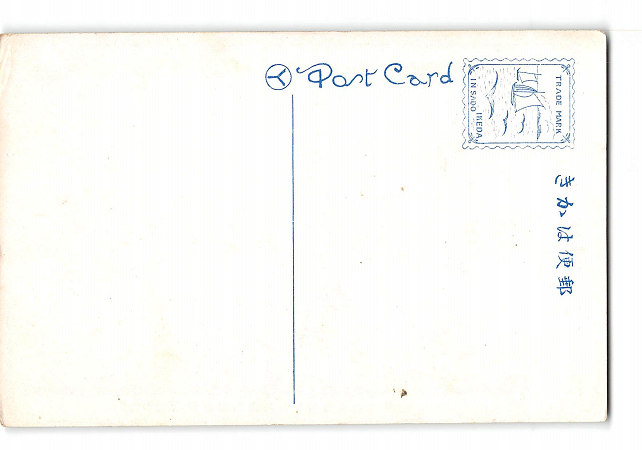 Post Card
TRADE MARK
IN SADO IKEDA
きかは便郵